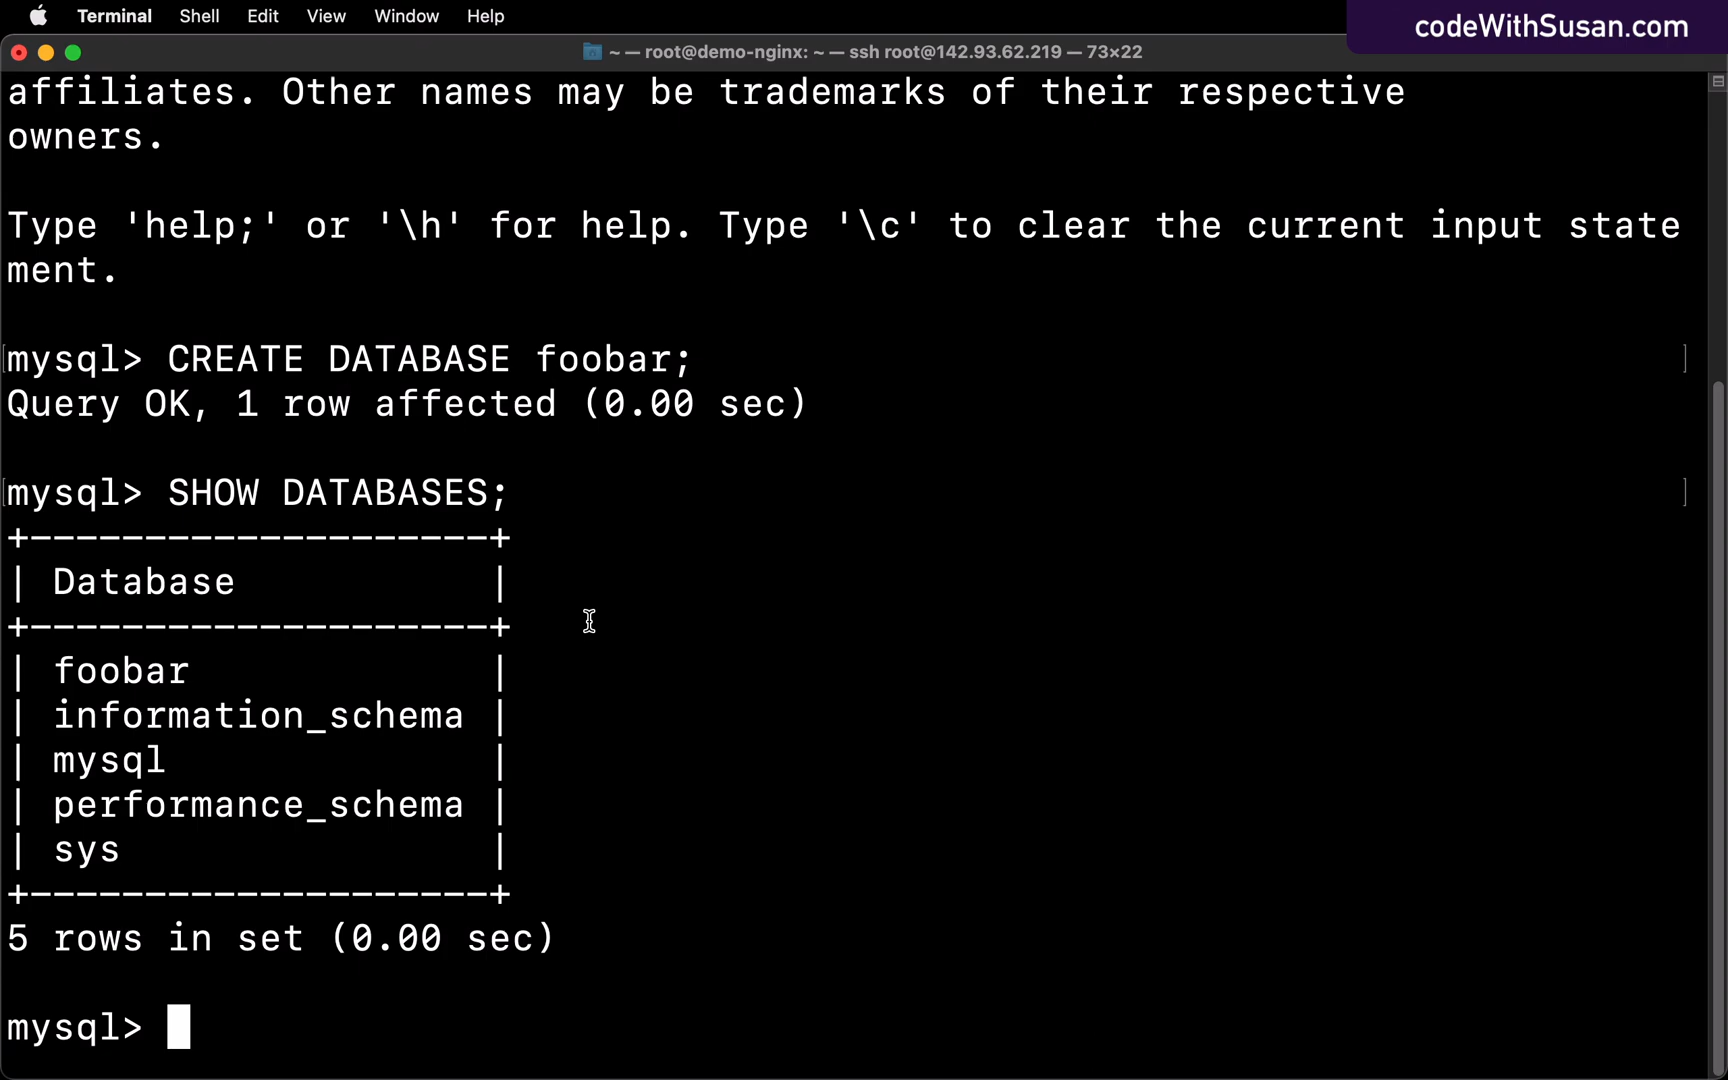 Terminal Shell Edit View Window Help
codeWithSusan.com
~ — root@demo-nginx: ~ — ssh root@142.93.62.219 — 73×22
affiliates. Other names may be trademarks of their respective
owners.
Type 'help;' or '\h' for help. Type '\c' to clear the current input state
ment.
[mysql> CREATE DATABASE foobar; ]
Query OK, 1 row affected (0.00 sec)
[mysql> SHOW DATABASES; ]
+--------------------+
| Database           |
+--------------------+
| foobar             |
| information_schema |
| mysql              |
| performance_schema |
| sys                |
+--------------------+
5 rows in set (0.00 sec)
mysql>